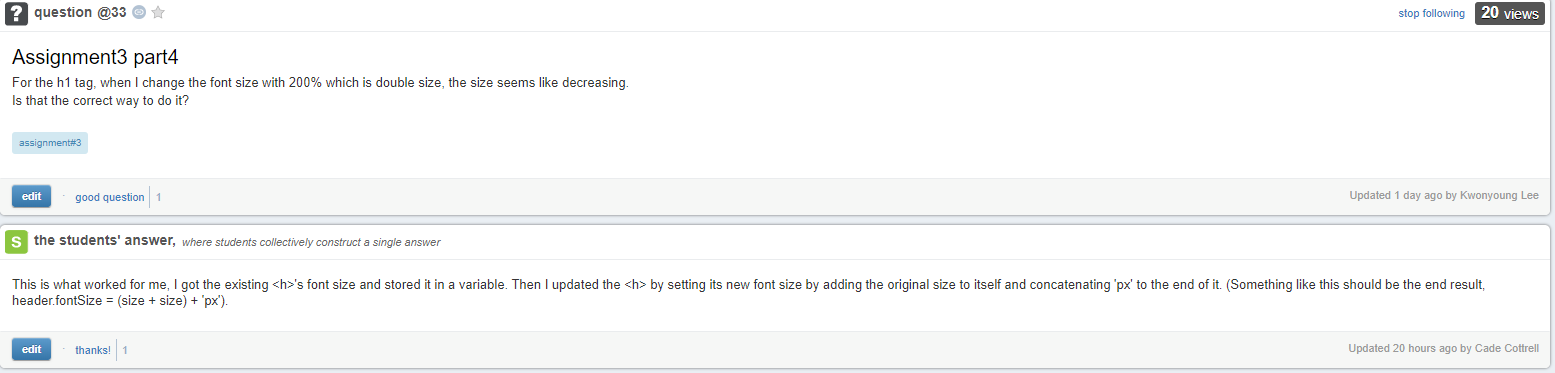 ? question @33
stop following 20 views
Assignment3 part4
For the h1 tag, when I change the font size with 200% which is double size, the size seems like decreasing.
Is that the correct way to do it?
assignment#3
edit · good question 1
Updated 1 day ago by Kwonyoung Lee
S the students' answer, where students collectively construct a single answer
This is what worked for me, I got the existing <h>'s font size and stored it in a variable. Then I updated the <h> by setting its new font size by adding the original size to itself and concatenating 'px' to the end of it. (Something like this should be the end result,
header.fontSize = (size + size) + 'px').
edit · thanks! 1
Updated 20 hours ago by Cade Cottrell